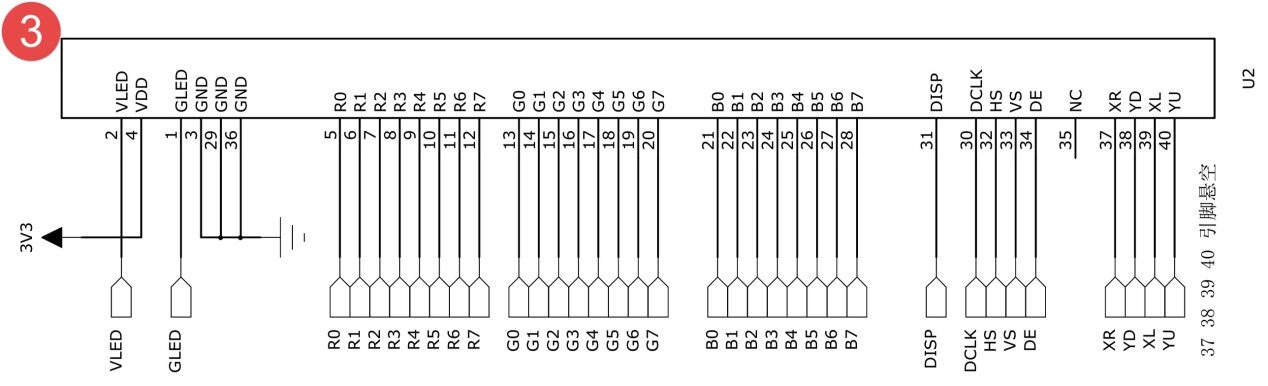 3
U2
VLED VDD GLED GND GND GND R0 R1 R2 R3 R4 R5 R6 R7 G0 G1 G2 G3 G4 G5 G6 G7 B0 B1 B2 B3 B4 B5 B6 B7 DISP DCLK HS VS DE NC XR YD XL YU
2 4 1 3 29 36 5 6 7 8 9 10 11 12 13 14 15 16 17 18 19 20 21 22 23 24 25 26 27 28 31 30 32 33 34 35 37 38 39 40
3V3
VLED GLED R0 R1 R2 R3 R4 R5 R6 R7 G0 G1 G2 G3 G4 G5 G6 G7 B0 B1 B2 B3 B4 B5 B6 B7 DISP DCLK HS VS DE XR YD XL YU
37 38 39 40 引脚悬空